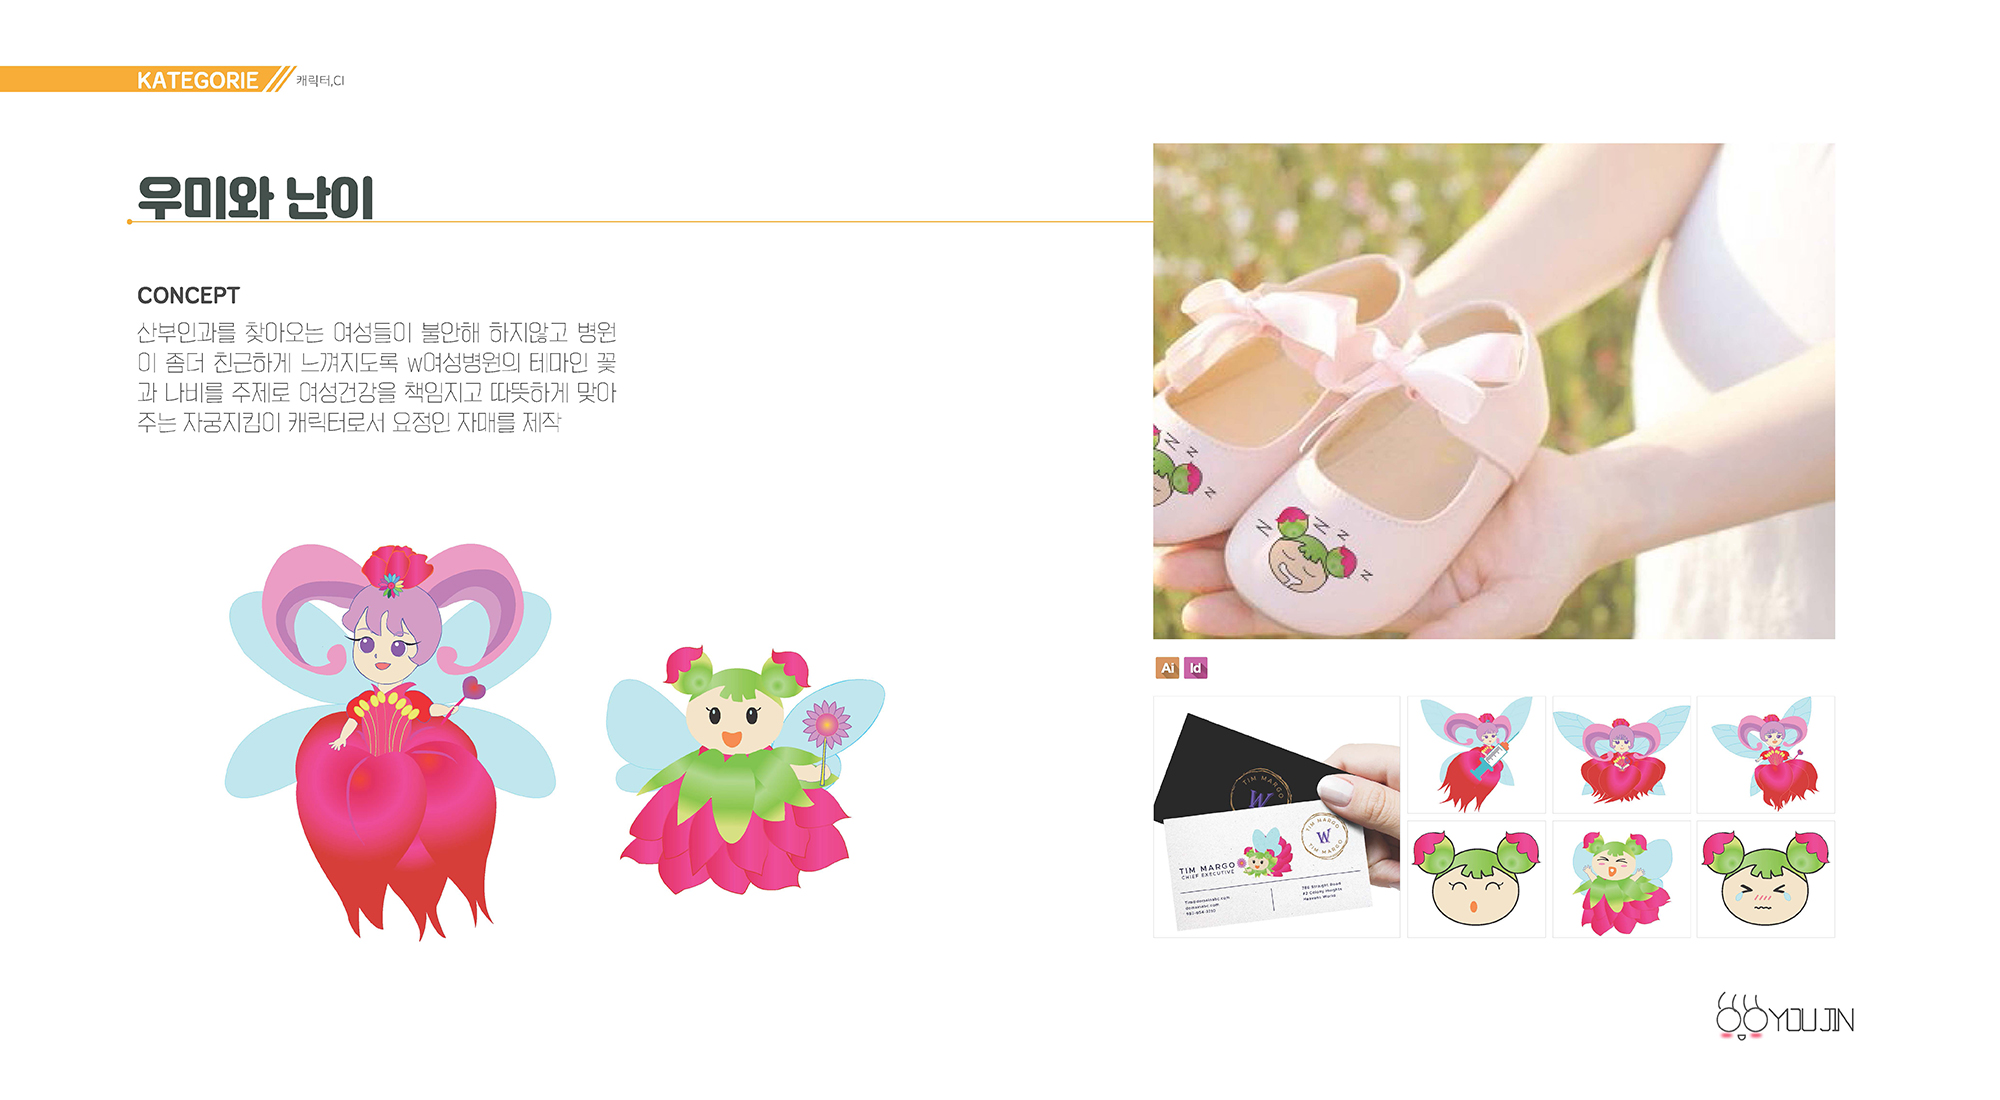 KATEGORIE 캐릭터,CI
우미와 난이
CONCEPT
산부인과를 찾아오는 여성들이 불안해 하지않고 병원
이 좀더 친근하게 느껴지도록 w여성병원의 테마인 꽃
과 나비를 주제로 여성건강을 책임지고 따뜻하게 맞아
주는 자궁지킴이 캐릭터로서 요정인 자매를 제작
Z Z Z Z
Z Z Z Z Z
Ai Id
TIM MARGO
W
TIM MARGO
W
TIM MARGO
TIM MARGO
CHIEF EXECUTIVE
YOUJIN